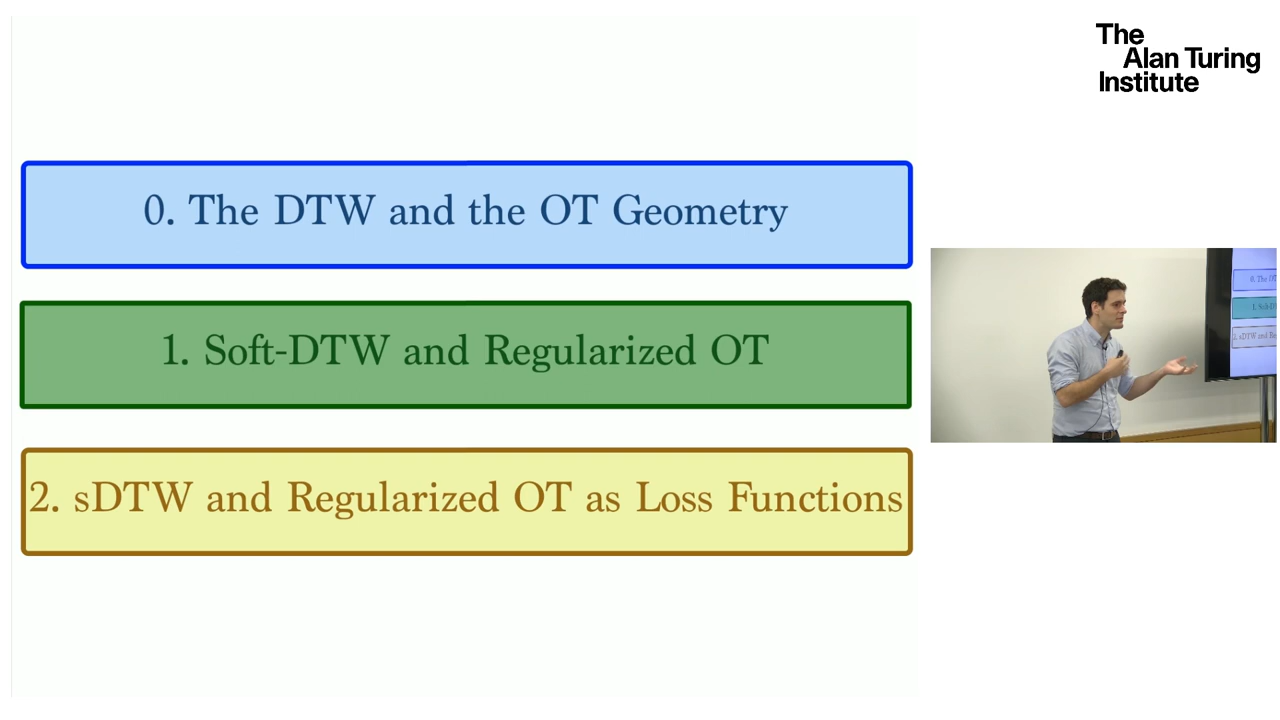 The
Alan Turing
Institute
0. The DTW and the OT Geometry
1. Soft-DTW and Regularized OT
2. sDTW and Regularized OT as Loss Functions